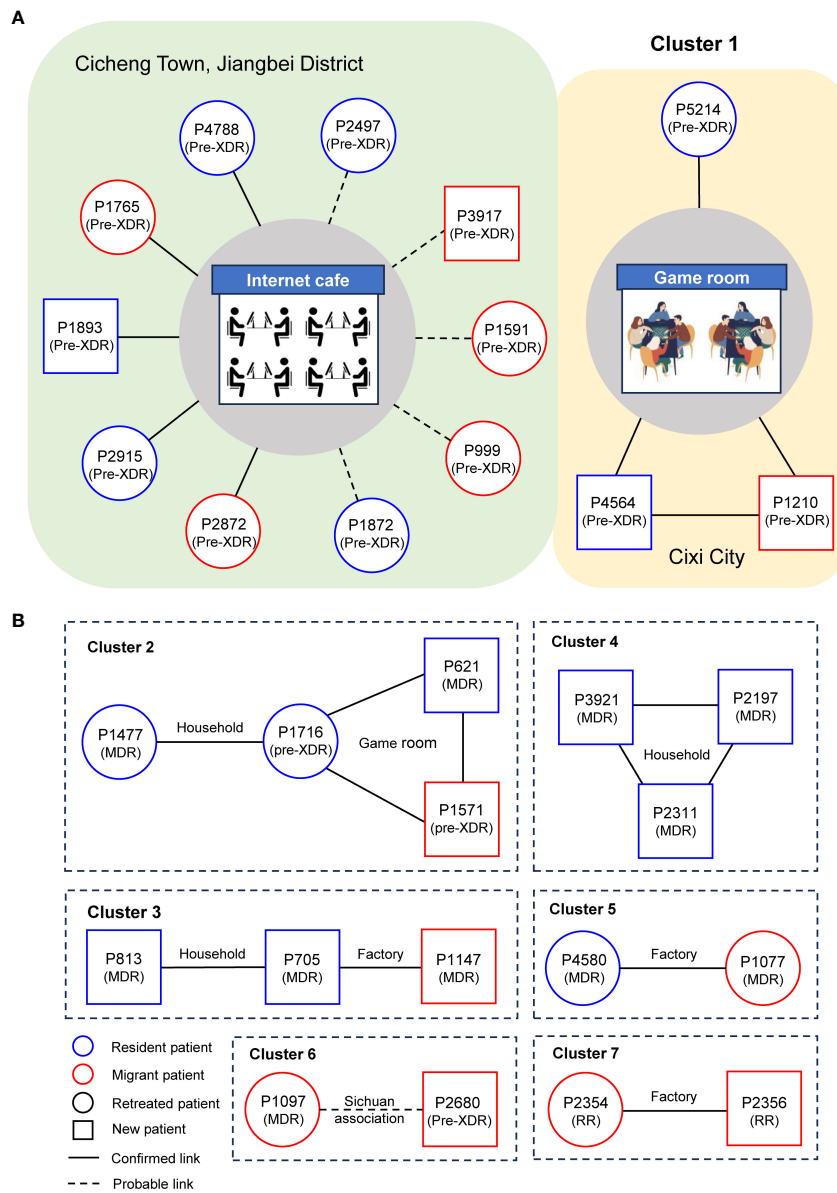 A
Cluster 1
Cicheng Town, Jiangbei District
P4788
(Pre-XDR)
P2497
(Pre-XDR)
P1765
(Pre-XDR)
P3917
(Pre-XDR)
Internet cafe
P1893
(Pre-XDR)
P1591
(Pre-XDR)
P2915
(Pre-XDR)
P999
(Pre-XDR)
P2872
(Pre-XDR)
P1872
(Pre-XDR)
P5214
(Pre-XDR)
Game room
P4564
(Pre-XDR)
P1210
(Pre-XDR)
Cixi City
B
Cluster 2
P1477
(MDR)
Household
P1716
(pre-XDR)
P621
(MDR)
Game room
P1571
(pre-XDR)
Cluster 4
P3921
(MDR)
P2197
(MDR)
Household
P2311
(MDR)
Cluster 3
P813
(MDR)
Household
P705
(MDR)
Factory
P1147
(MDR)
Cluster 5
P4580
(MDR)
Factory
P1077
(MDR)
Resident patient
Migrant patient
Retreated patient
New patient
Confirmed link
Probable link
Cluster 6
P1097
(MDR)
Sichuan
association
P2680
(Pre-XDR)
Cluster 7
P2354
(RR)
Factory
P2356
(RR)